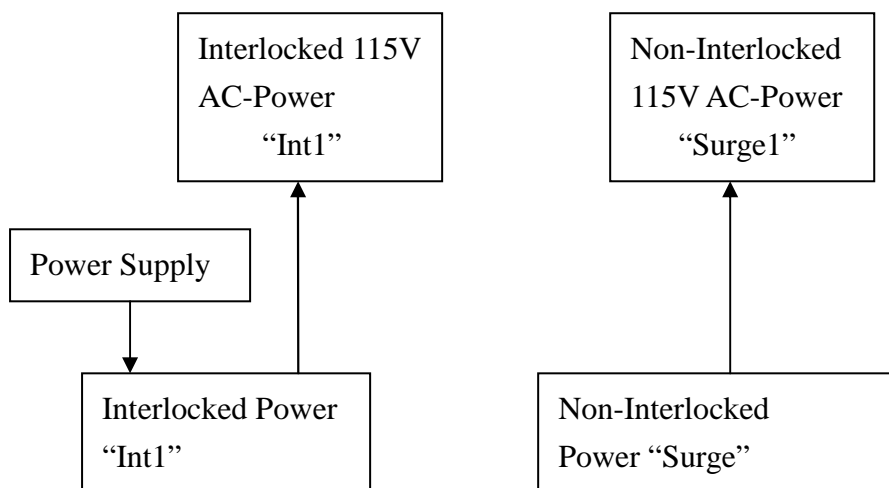 Interlocked 115V
AC-Power
“Int1”
Non-Interlocked
115V AC-Power
“Surge1”
Power Supply
Interlocked Power
“Int1”
Non-Interlocked
Power “Surge”